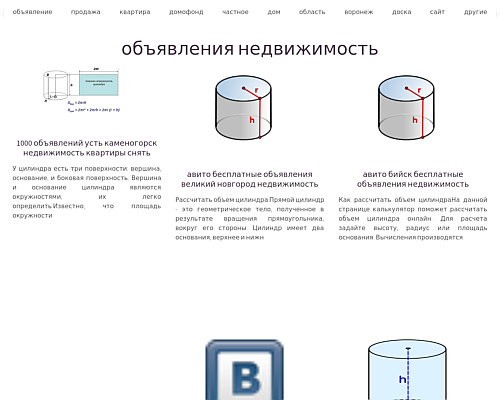 объявление продажа квартира домофонд частное дом область воронеж доска сайт другие
объявления недвижимость
r
h
r
h
1000 объявлений усть каменогорск
недвижимость квартиры снять
авито бесплатные объявления
великий новгород недвижимость
авито бийск бесплатные
объявления недвижимость
У цилиндра есть три поверхности: вершина,
основание, и боковая поверхность. Вершина
и основание цилиндра являются
окружностями, их легко
определить.Известно, что площадь
окружности
Рассчитать объем цилиндра Прямой цилиндр
- это геометрическое тело, полученное в
результате вращения прямоугольника,
вокруг его стороны. Цилиндр имеет два
основания, верхнее и нижн
Как рассчитать объем цилиндраНа данной
странице калькулятор поможет рассчитать
объем цилиндра онлайн. Для расчета
задайте высоту, радиус или площадь
основания. Вычисления производятся
B
h